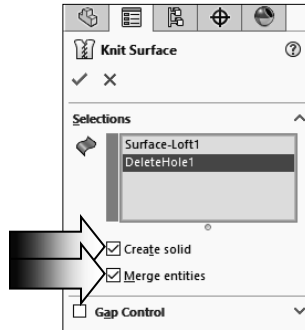 Knit Surface
Selections
Surface-Loft1
DeleteHole1
Create solid
Merge entities
Gap Control